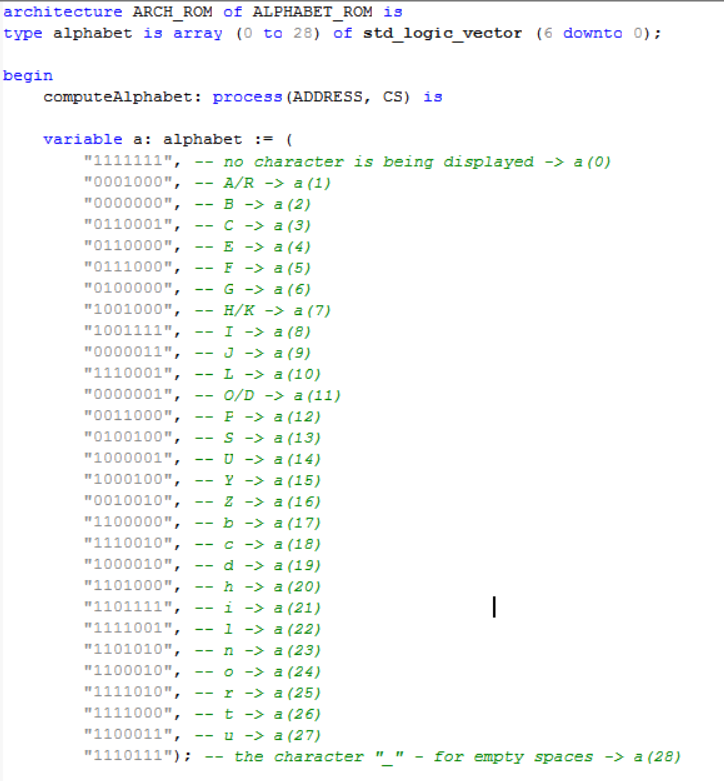 architecture ARCH_ROM of ALPHABET_ROM is
type alphabet is array (0 to 28) of std_logic_vector (6 downto 0);
begin
computeAlphabet: process(ADDRESS, CS) is
variable a: alphabet := (
"1111111", -- no character is being displayed -> a(0)
"0001000", -- A/R -> a(1)
"0000000", -- B -> a(2)
"0110001", -- C -> a(3)
"0110000", -- E -> a(4)
"0111000", -- F -> a(5)
"0100000", -- G -> a(6)
"1001000", -- H/K -> a(7)
"1001111", -- I -> a(8)
"0000011", -- J -> a(9)
"1110001", -- L -> a(10)
"0000001", -- O/D -> a(11)
"0011000", -- P -> a(12)
"0100100", -- S -> a(13)
"1000001", -- U -> a(14)
"1000100", -- Y -> a(15)
"0010010", -- Z -> a(16)
"1100000", -- b -> a(17)
"1110010", -- c -> a(18)
"1000010", -- d -> a(19)
"1101000", -- h -> a(20)
"1101111", -- i -> a(21)
"1111001", -- l -> a(22)
"1101010", -- n -> a(23)
"1100010", -- o -> a(24)
"1111010", -- r -> a(25)
"1111000", -- t -> a(26)
"1100011", -- u -> a(27)
"1110111"); -- the character "_" - for empty spaces -> a(28)